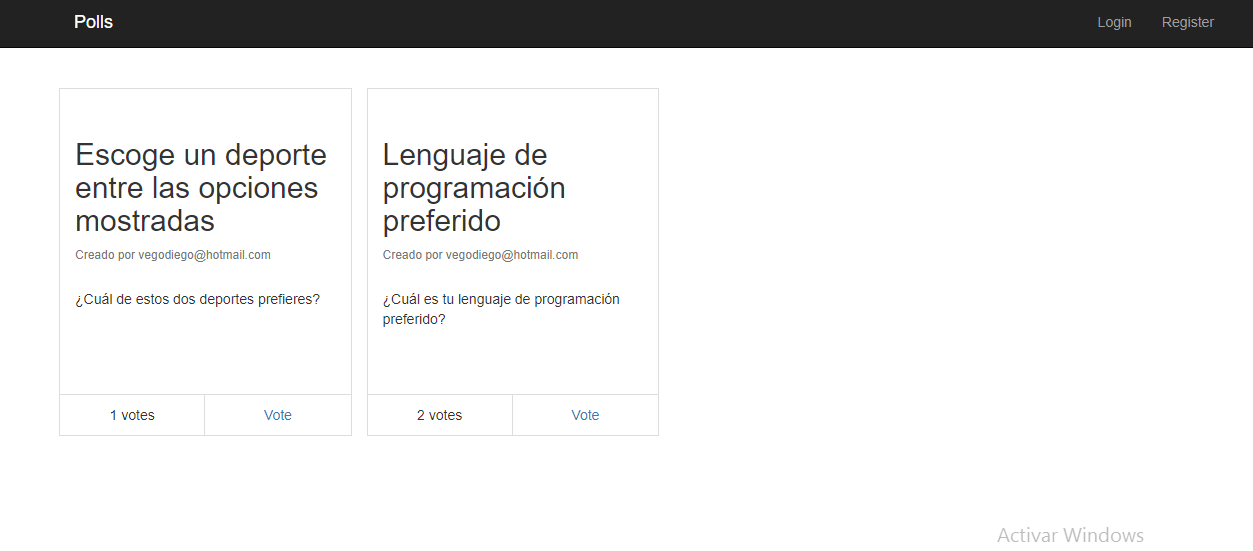 Polls
Login Register
Escoge un deporte
entre las opciones
mostradas
Creado por vegodiego@hotmail.com
¿Cuál de estos dos deportes prefieres?
1 votes Vote
Lenguaje de
programación
preferido
Creado por vegodiego@hotmail.com
¿Cuál es tu lenguaje de programación
preferido?
2 votes Vote
Activar Windows